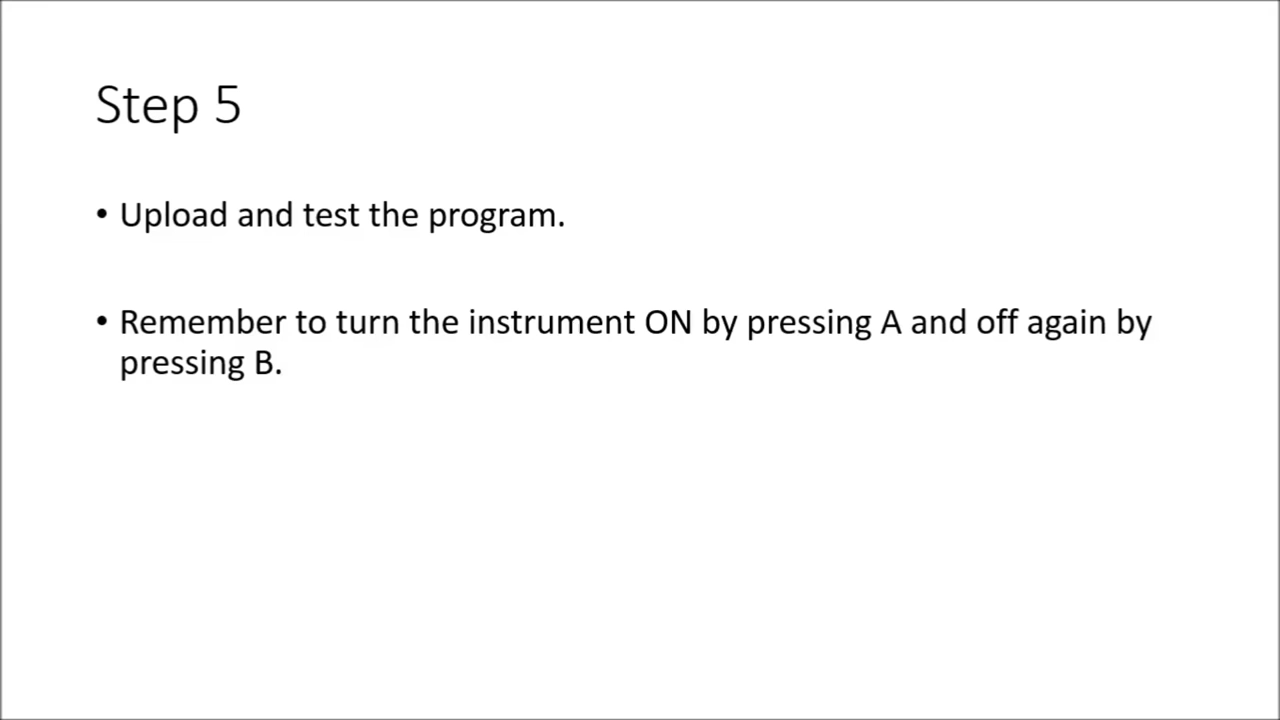 Step 5
• Upload and test the program.
• Remember to turn the instrument ON by pressing A and off again by
pressing B.